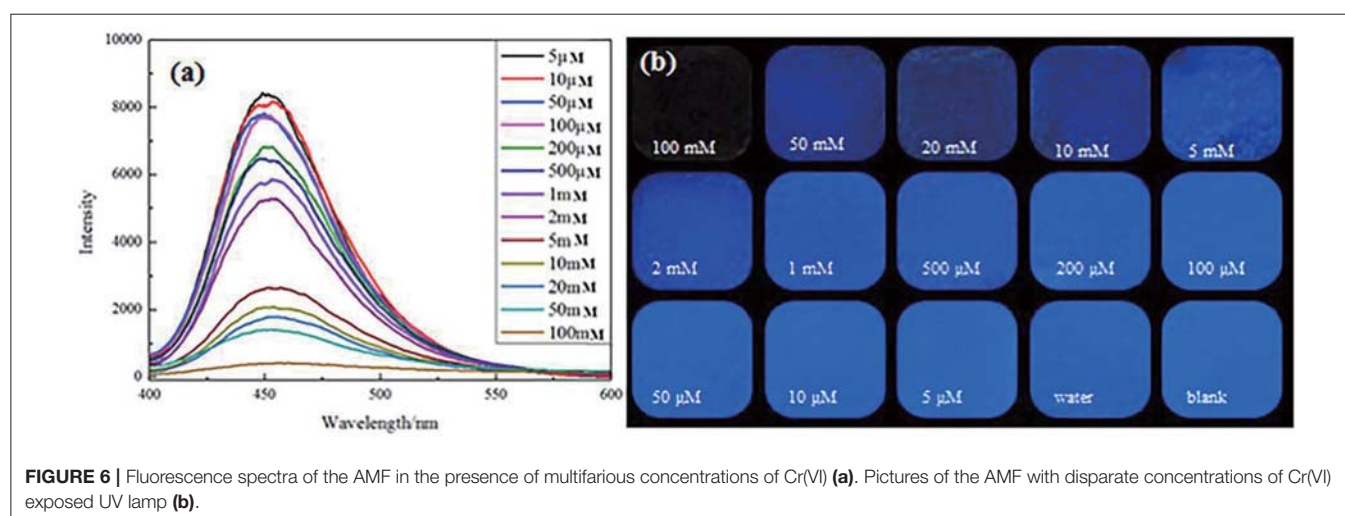 (a)
10000
8000
6000
4000
2000
0
Intensity
400
450
500
550
600
Wavelength/nm
5µM
10µM
50µM
100µM
200µM
500µM
1mM
2mM
5mM
10mM
20mM
50mM
100mM
(b)
100 mM 50 mM 20 mM 10 mM 5 mM
2 mM 1 mM 500 µM 200 µM 100 µM
50 µM 10 µM 5 µM water blank
FIGURE 6 | Fluorescence spectra of the AMF in the presence of multifarious concentrations of Cr(VI) (a). Pictures of the AMF with disparate concentrations of Cr(VI)
exposed UV lamp (b).